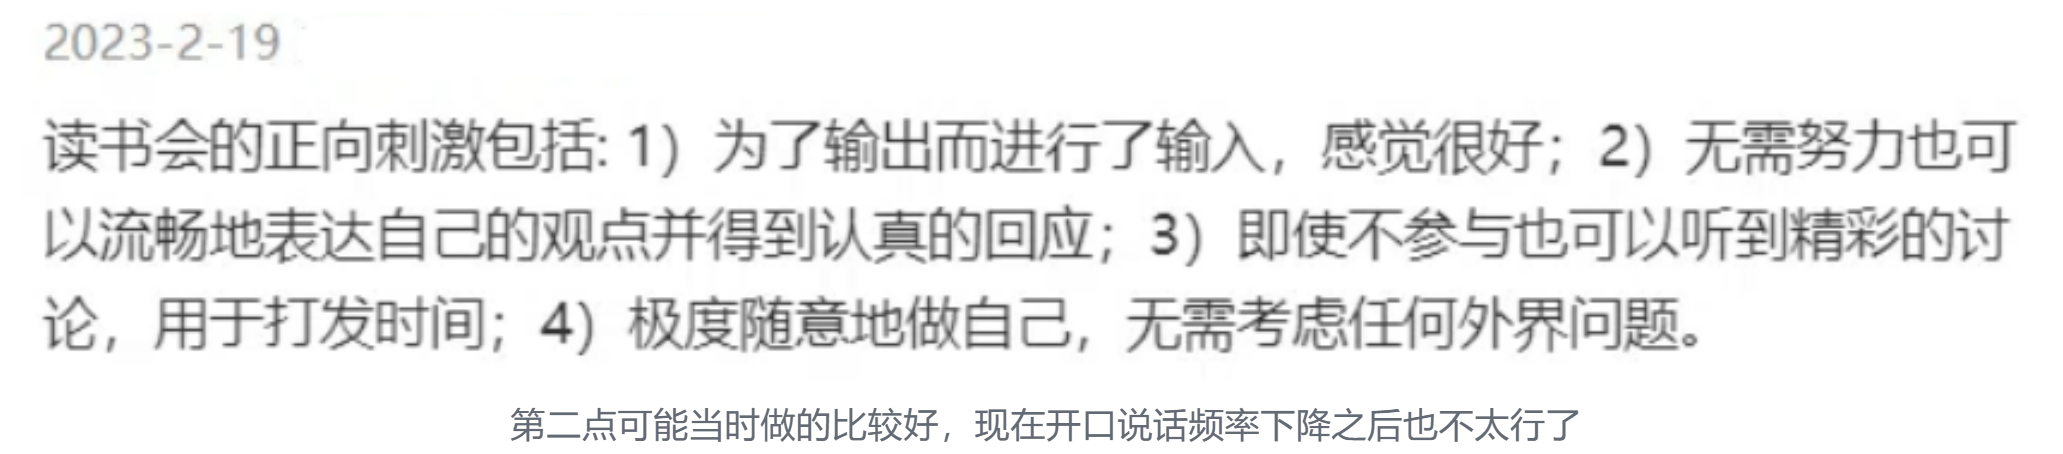 2023-2-19
读书会的正向刺激包括: 1）为了输出而进行了输入，感觉很好；2）无需努力也可
以流畅地表达自己的观点并得到认真的回应；3）即使不参与也可以听到精彩的讨
论，用于打发时间；4）极度随意地做自己，无需考虑任何外界问题。
第二点可能当时做的比较好，现在开口说话频率下降之后也不太行了